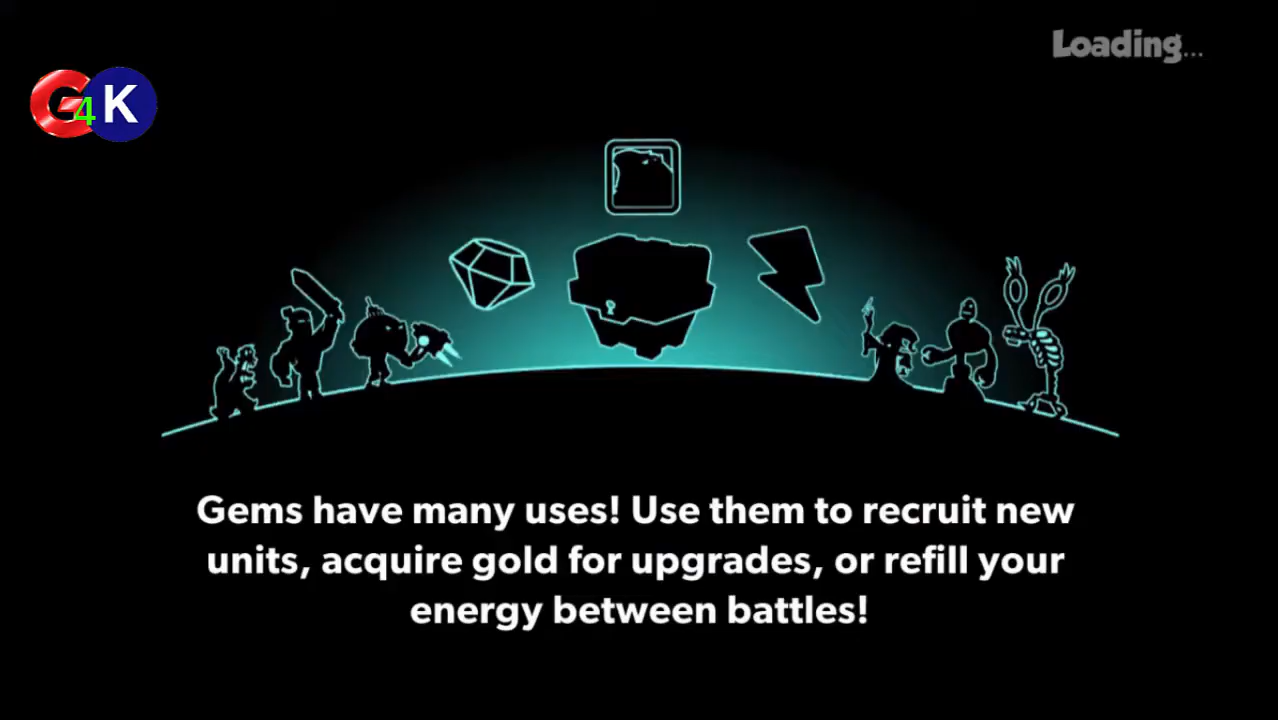 Loading...
G4K
Gems have many uses! Use them to recruit new
units, acquire gold for upgrades, or refill your
energy between battles!